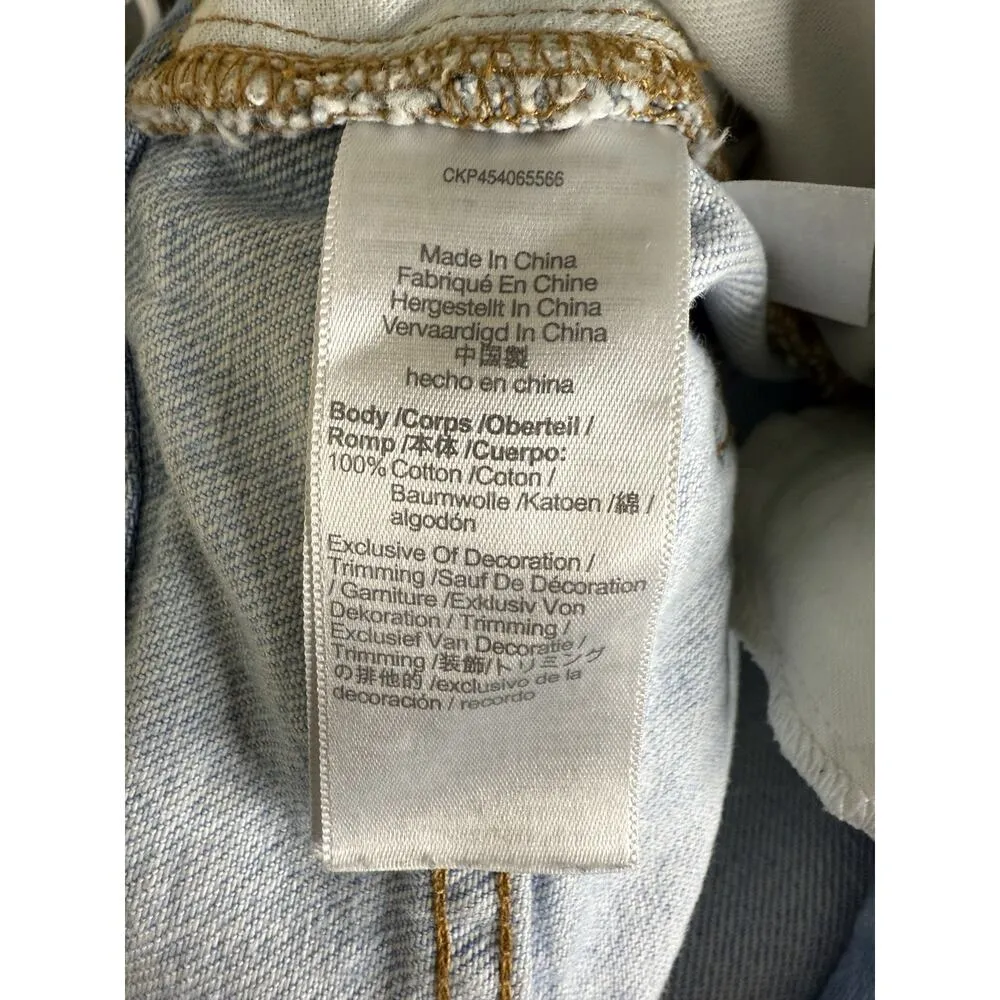 CKP454065566
Made In China
Fabriqué En Chine
Hergestellt In China
Vervaardigd In China
中国製
hecho en china
Body /Corps /Oberteil /
Romp /本体 /Cuerpo:
100% Cotton /Coton /
Baumwolle /Katoen /綿 /
algodón
Exclusive Of Decoration /
Trimming /Sauf De Décoration
/ Garniture /Exklusiv Von
Dekoration / Trimming /
Exclusief Van Decoratie /
Trimming /装飾/トリミング
の排他的 /exclusivo de la
decoración / recordo